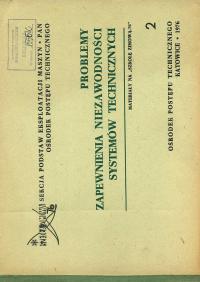 SEKCJA PODSTAW EKSPLOATACJI MASZYN • PAN
OŚRODEK POSTĘPU TECHNICZNEGO
PROBLEMY
ZAPEWNIENIA NIEZAWODNOŚCI
SYSTEMÓW TECHNICZNYCH
MATERIAŁY NA „SZKOŁĘ ZIMOWĄ-76”
2
OŚRODEK POSTĘPU TECHNICZNEGO
KATOWICE • 1976